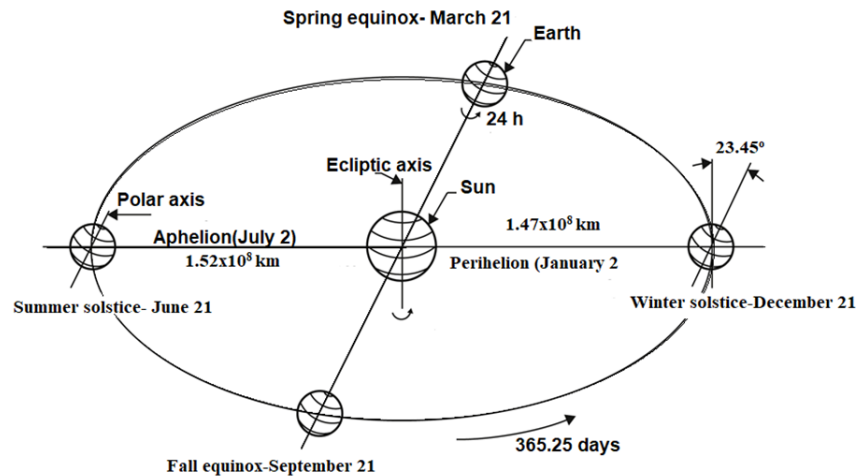 Spring equinox- March 21
Earth
24 h
23.45º
Ecliptic axis
Sun
Polar axis
1.47x10⁸ km
Aphelion(July 2)
1.52x10⁸ km
Perihelion (January 2
Summer solstice- June 21
Winter solstice-December 21
365.25 days
Fall equinox-September 21